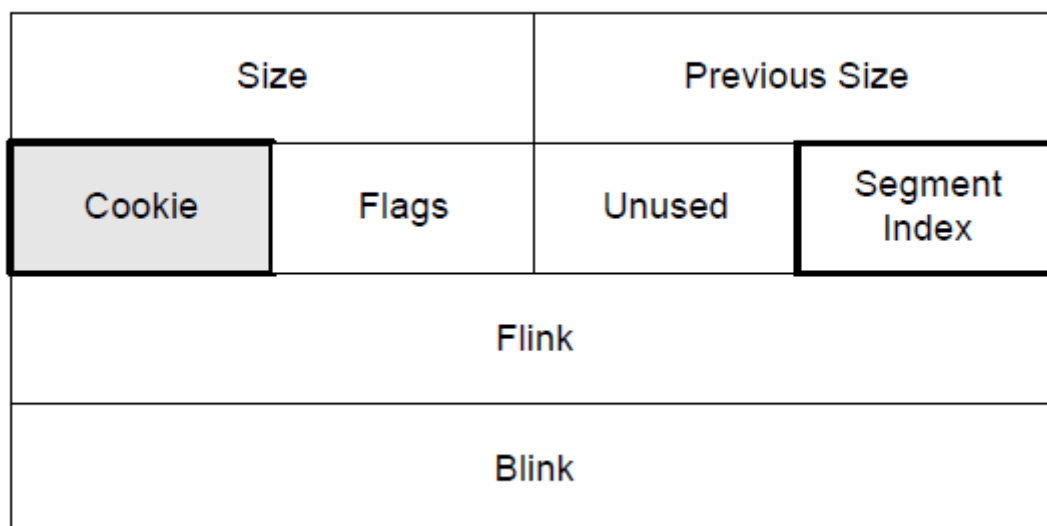 Size
Previous Size
Cookie
Flags
Unused
Segment
Index
Flink
Blink